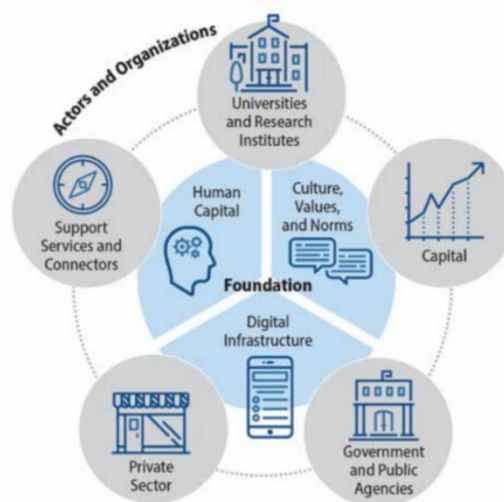 Actors and Organizations
Universities
and Research
Institutes
Support
Services and
Connectors
Human
Capital
Culture,
Values,
and Norms
Capital
Foundation
Digital
Infrastructure
Private
Sector
Government
and Public
Agencies